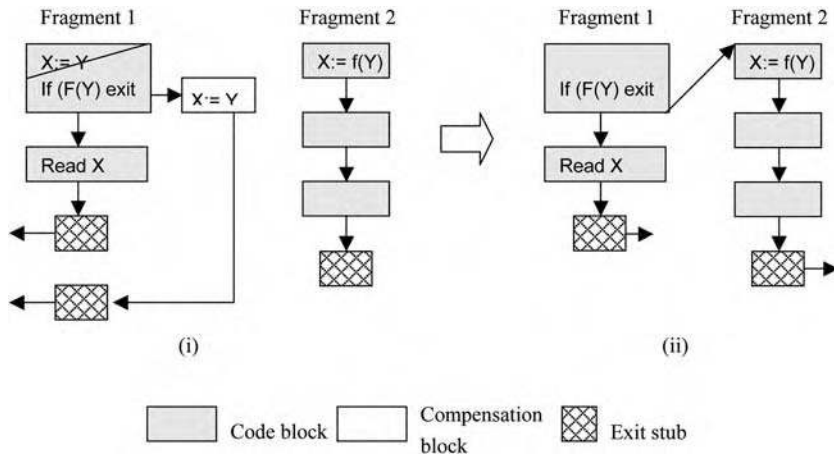 Fragment 1
Fragment 2
X:= Y
If (F(Y) exit
X:= Y
Read X
X:= f(Y)
(i)
Fragment 1
Fragment 2
If (F(Y) exit
Read X
X:= f(Y)
(ii)
Code block
Compensation
block
Exit stub